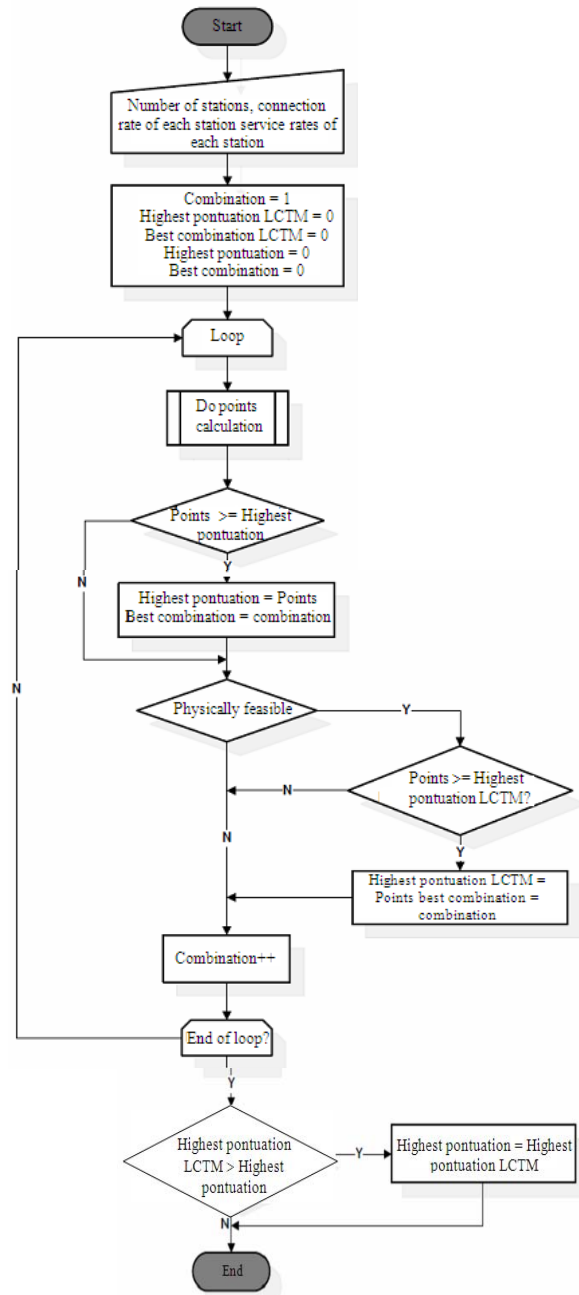 Start
Number of stations, connection
rate of each station service rates of
each station
Combination = 1
Highest pontuation LCTM = 0
Best combination LCTM = 0
Highest pontuation = 0
Best combination = 0
Loop
Do points
calculation
Points >= Highest
pontuation
N
Y
Highest pontuation = Points
Best combination = combination
N
Physically feasible
Y
Points >= Highest
pontuation LCTM?
N
N
Y
Highest pontuation LCTM =
Points best combination =
combination
Combination++
End of loop?
Y
Highest pontuation
LCTM > Highest
pontuation
Y
Highest pontuation = Highest
pontuation LCTM
N
End